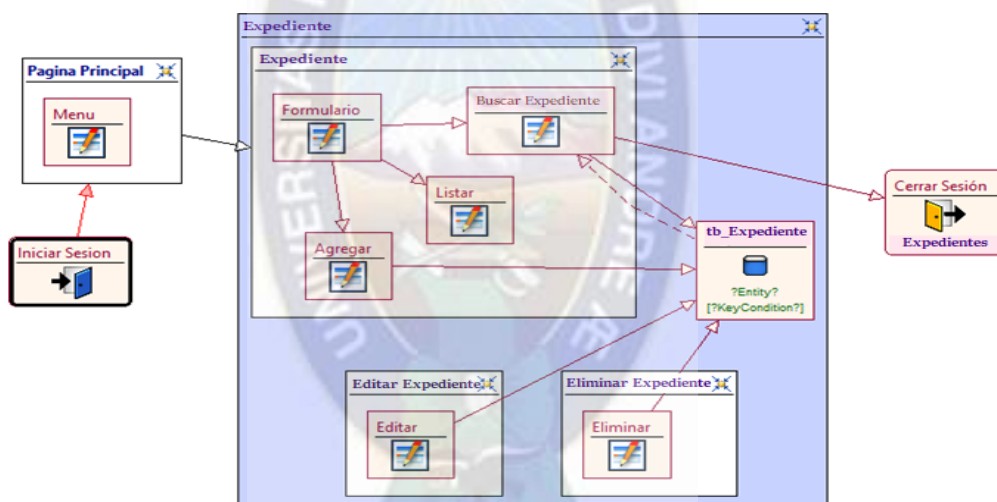 Expediente
Expediente
Pagina Principal
Menu
Formulario
Buscar Expediente
Listar
Agregar
Iniciar Sesion
tb_Expediente
?Entity?
[?KeyCondition?]
Cerrar Sesión
Expedientes
Editar Expediente
Editar
Eliminar Expediente
Eliminar